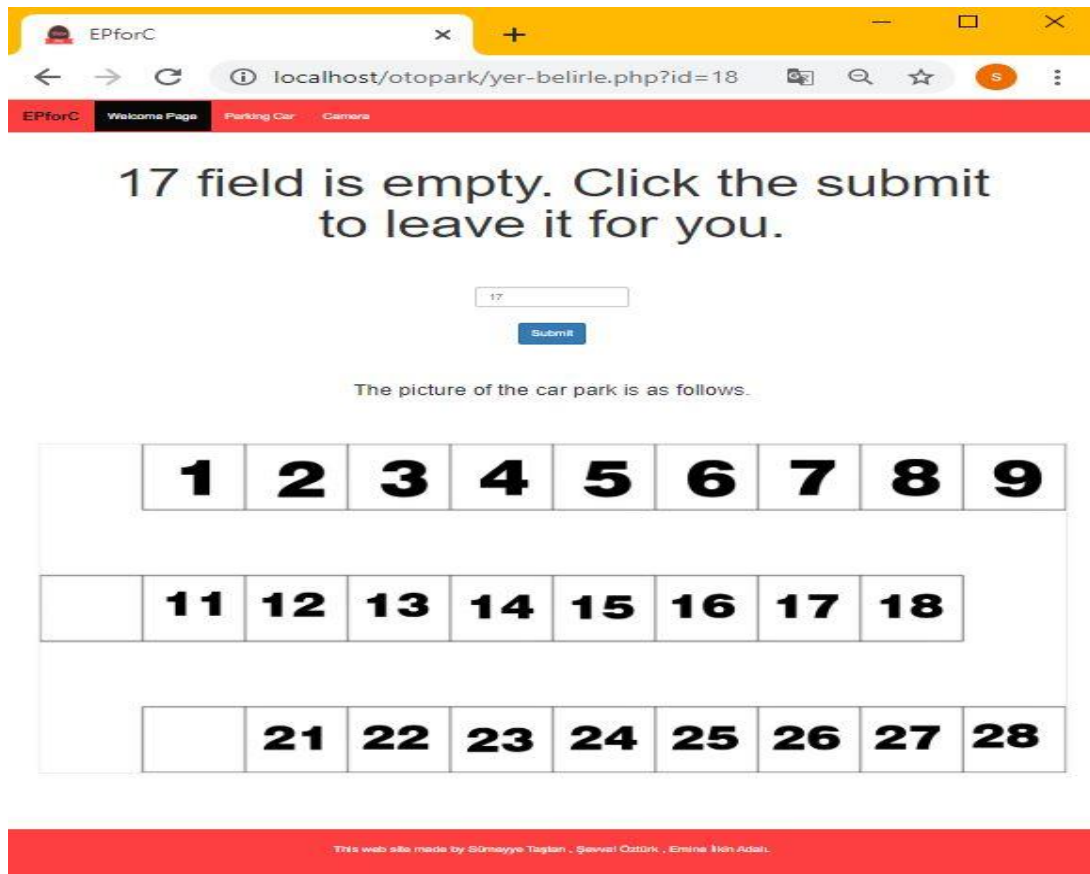 EPforC
localhost/otopark/yer-belirle.php?id=18
S
EPforC Welcome Page Parking Car Camera
17 field is empty. Click the submit
to leave it for you.
17
Submit
The picture of the car park is as follows.
1 2 3 4 5 6 7 8 9
11 12 13 14 15 16 17 18
21 22 23 24 25 26 27 28
This web site made by Sümeyye Taştan , Şevval Öztürk , Emine İlkin Adalı.